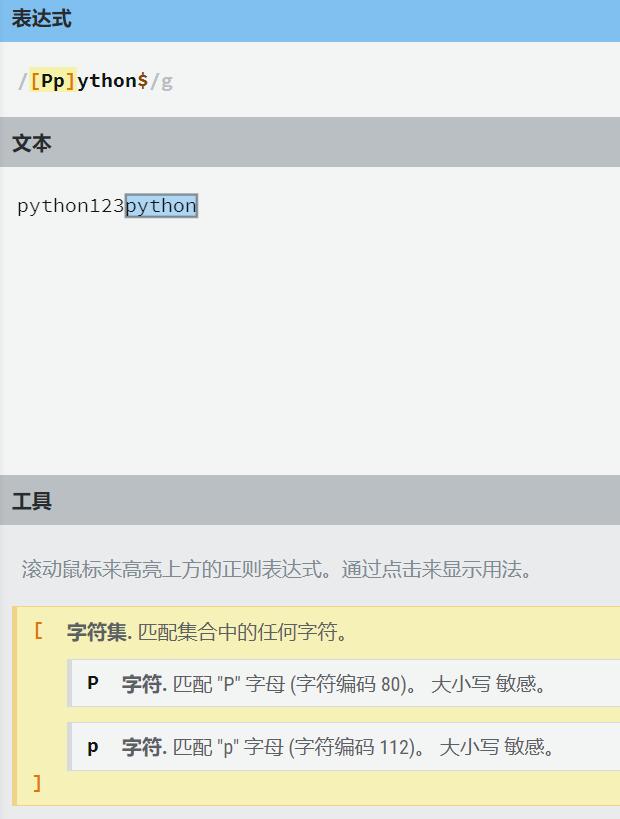 表达式
/[Pp]ython$/g
文本
python123python
工具
滚动鼠标来高亮上方的正则表达式。通过点击来显示用法。
[ 字符集. 匹配集合中的任何字符。
P 字符. 匹配 "P" 字母 (字符编码 80)。 大小写 敏感。
p 字符. 匹配 "p" 字母 (字符编码 112)。 大小写 敏感。
]